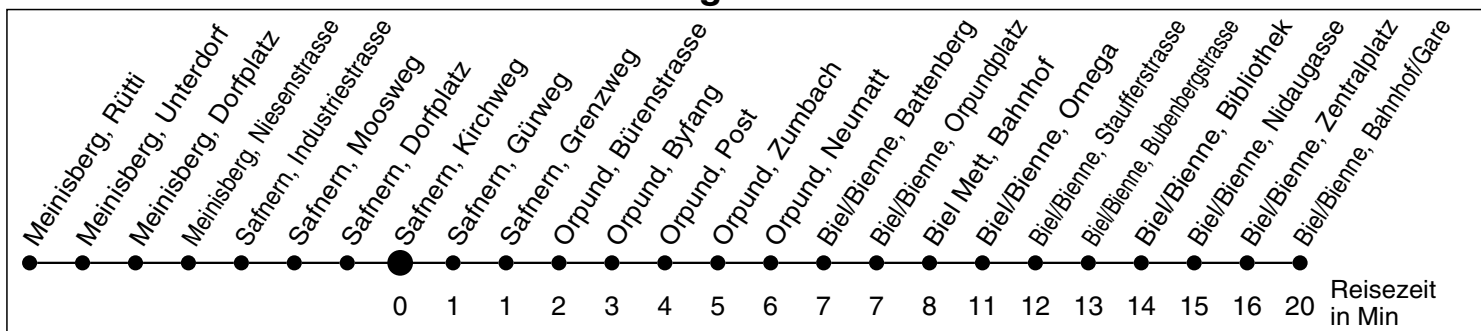 Meinisberg, Rütti
Meinisberg, Unterdorf
Meinisberg, Dorfplatz
Meinisberg, Niesenstrasse
Safnern, Industriestrasse
Safnern, Moosweg
Safnern, Dorfplatz
Safnern, Kirchweg
Safnern, Gürweg
Safnern, Grenzweg
Orpund, Bürenstrasse
Orpund, Byfang
Orpund, Post
Orpund, Zumbach
Orpund, Neumatt
Biel/Bienne, Battenberg
Biel/Bienne, Orpundplatz
Biel Mett, Bahnhof
Biel/Bienne, Omega
Biel/Bienne, Staufferstrasse
Biel/Bienne, Bubenbergstrasse
Biel/Bienne, Bibliothek
Biel/Bienne, Nidaugasse
Biel/Bienne, Zentralplatz
Biel/Bienne, Bahnhof/Gare
0 1 1 2 3 4 5 6 7 7 8 11 12 13 14 15 16 20 Reisezeit
in Min